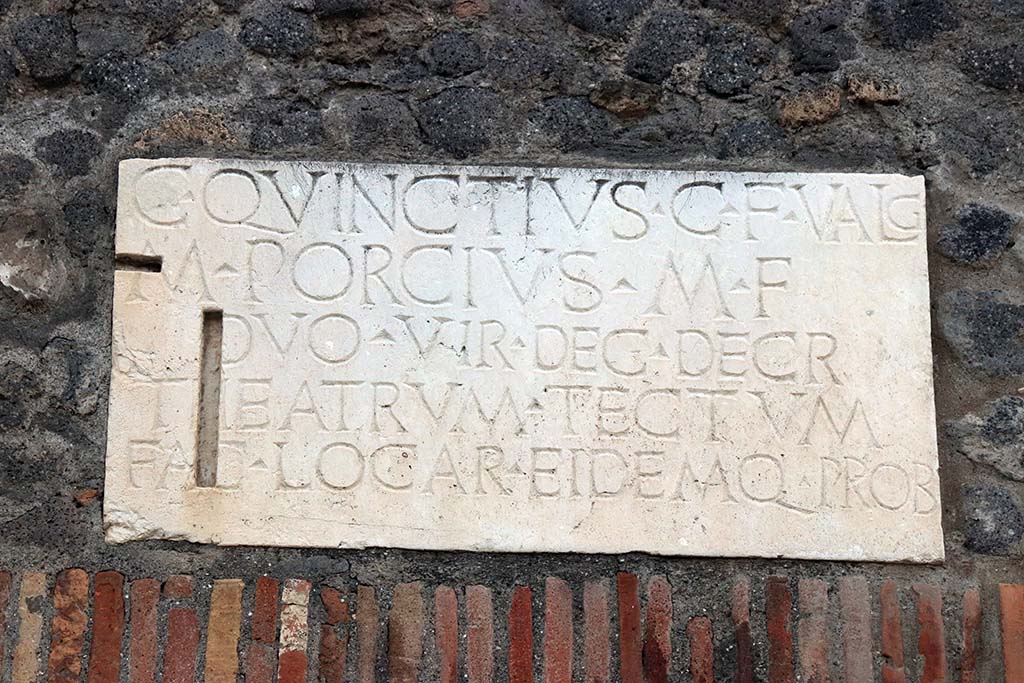 C·QVINCTIVS·C·F·VALG
M·PORCIVS·M·F
DVO·VIR·DEC·DECR
THEATRVM·TECTVM
FAC·LOCAR·EIDEMQ·PROB